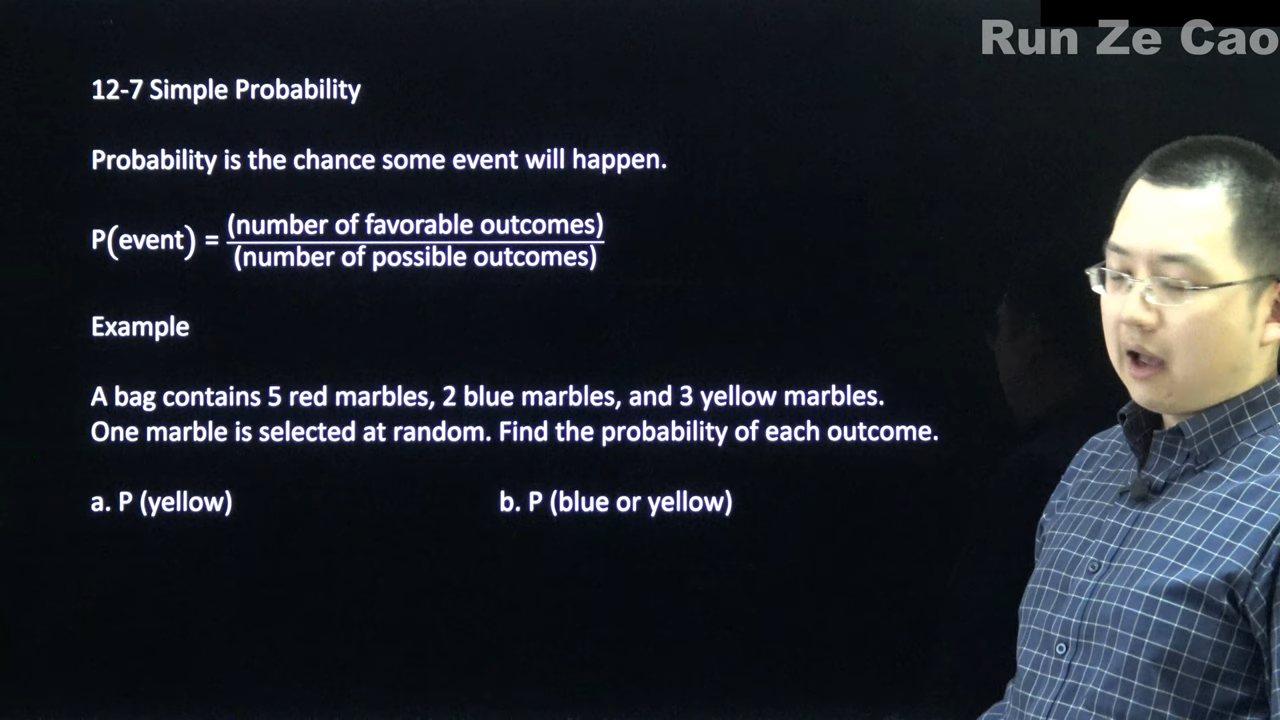 Run Ze Cao
12-7 Simple Probability
Probability is the chance some event will happen.
P(event) = (number of favorable outcomes)
(number of possible outcomes)
Example
A bag contains 5 red marbles, 2 blue marbles, and 3 yellow marbles.
One marble is selected at random. Find the probability of each outcome.
a. P (yellow) b. P (blue or yellow)